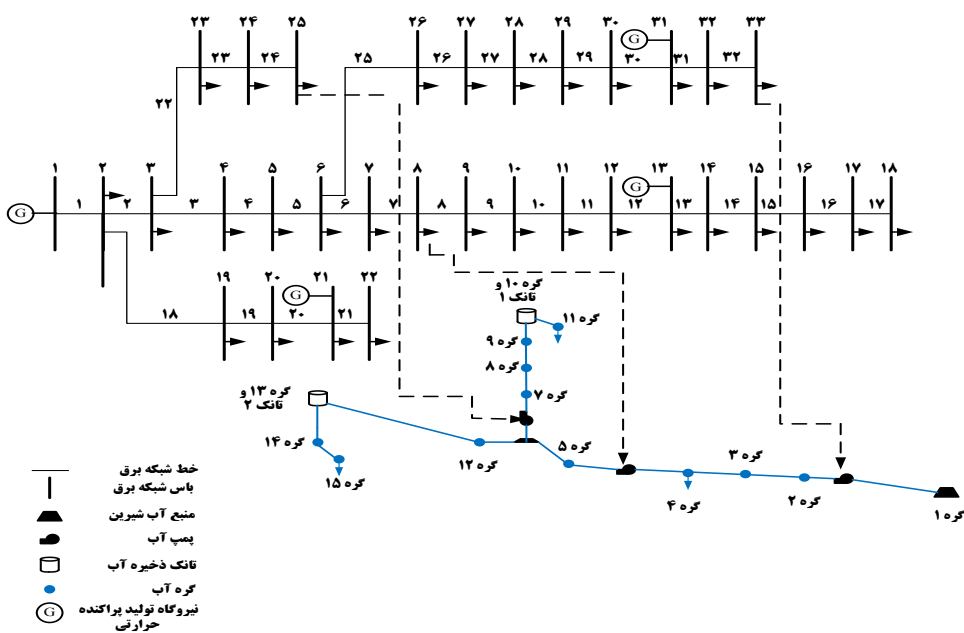 ۲۳ ۲۴ ۲۵ ۲۶ ۲۷ ۲۸ ۲۹ ۳۰ ۳۱ ۳۲ ۳۳
G
۲۳ ۲۴ ۲۵ ۲۶ ۲۷ ۲۸ ۲۹ ۳۰ ۳۱ ۳۲
۲۲
۱ ۲ ۳ ۴ ۵ ۶ ۷ ۸ ۹ ۱۰ ۱۱ ۱۲ ۱۳ ۱۴ ۱۵ ۱۶ ۱۷ ۱۸
G
G
۱ ۲ ۳ ۴ ۵ ۶ ۷ ۸ ۹ ۱۰ ۱۱ ۱۲ ۱۳ ۱۴ ۱۵ ۱۶ ۱۷
۱۹ ۲۰ ۲۱ ۲۲
G
۱۸ ۱۹ ۲۰ ۲۱
گره ۱۰ و
تانک ۱
گره ۱۱
گره ۹
گره ۸
گره ۷
گره ۱۳ و
تانک ۲
گره ۱۴
گره ۱۵
گره ۱۲
گره ۵
گره ۴
گره ۳
گره ۲
گره ۱
خط شبکه برق
باس شبکه برق
منبع آب شیرین
پمپ آب
تانک ذخیره آب
گره آب
G
نیروگاه تولید پراکنده
حرارتی